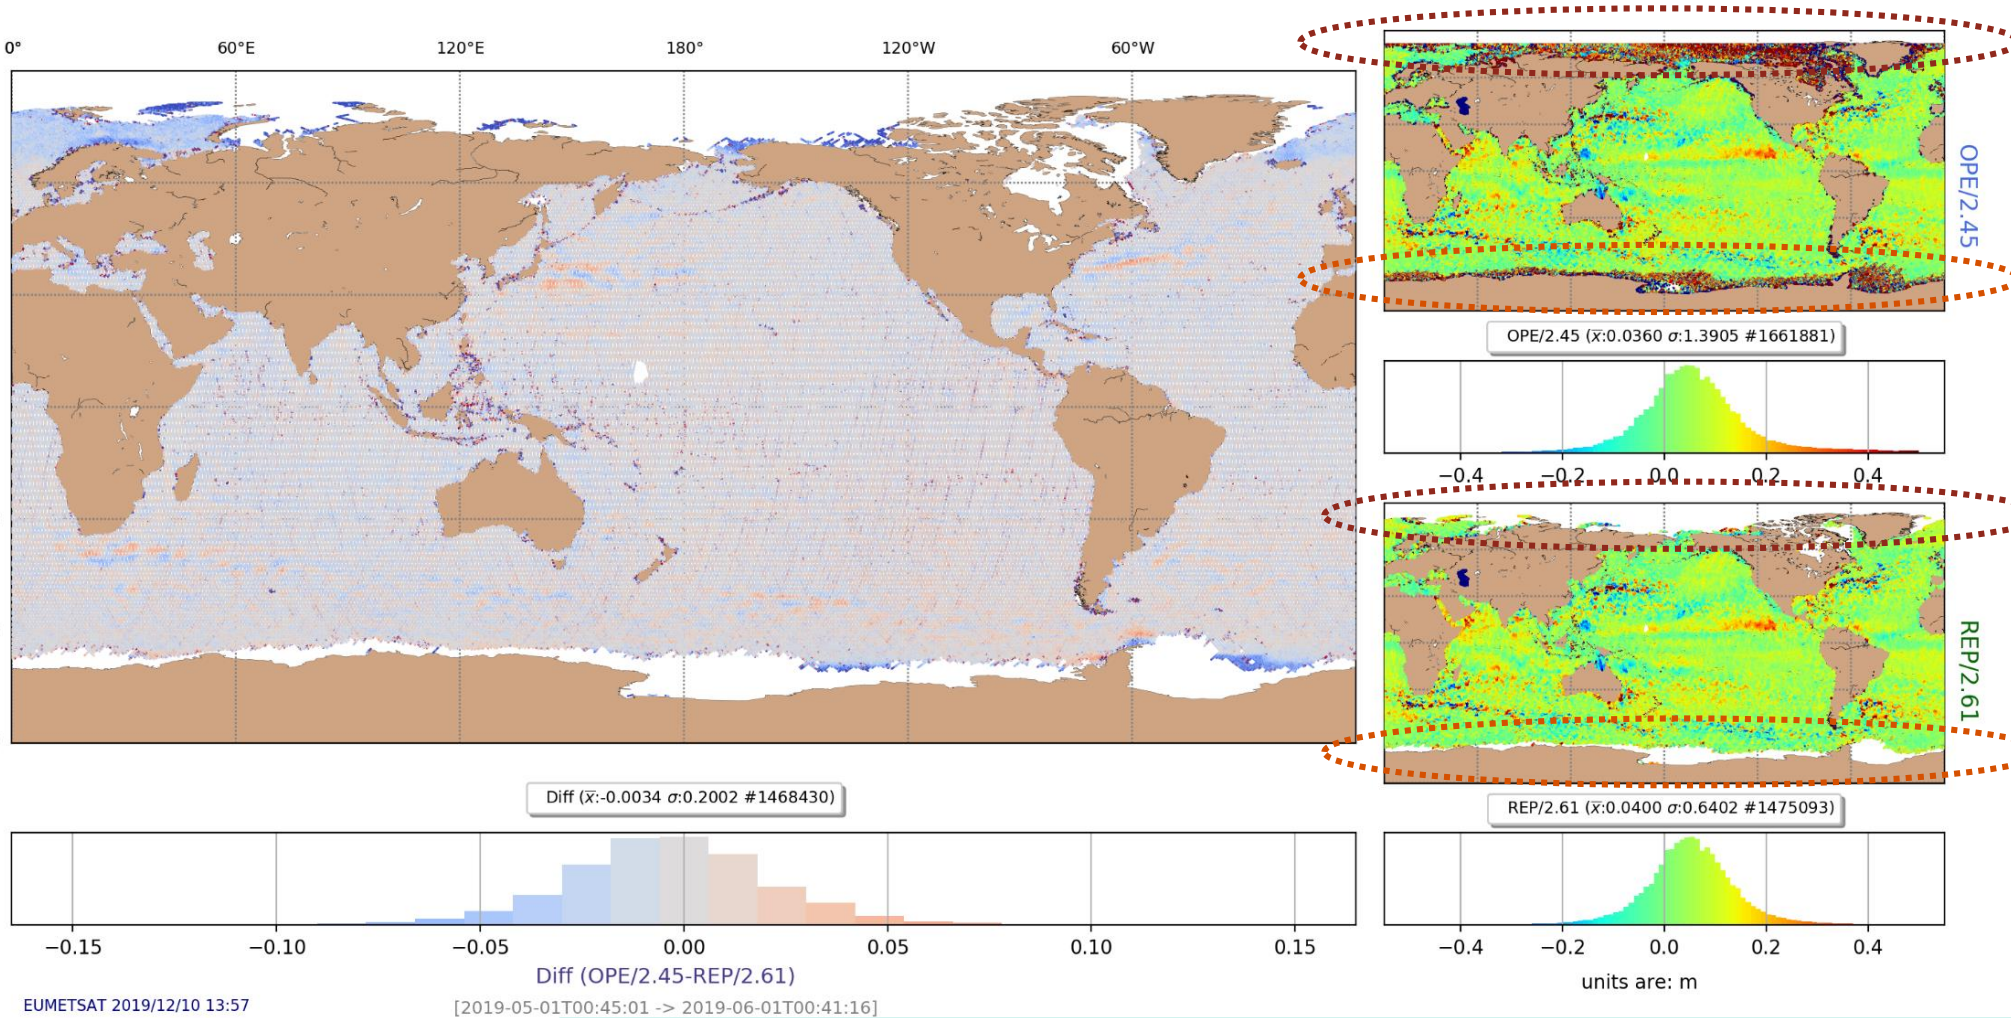 0° 60°E 120°E 180° 120°W 60°W
OPE/2.45
OPE/2.45 (x̅:0.0360 σ:1.3905 #1661881)
−0.4 −0.2 0.0 0.2 0.4
REP/2.61
Diff (x̅:-0.0034 σ:0.2002 #1468430)
REP/2.61 (x̅:0.0400 σ:0.6402 #1475093)
−0.15 −0.10 −0.05 0.00 0.05 0.10 0.15
−0.4 −0.2 0.0 0.2 0.4
Diff (OPE/2.45-REP/2.61)
units are: m
EUMETSAT 2019/12/10 13:57
[2019-05-01T00:45:01 -> 2019-06-01T00:41:16]